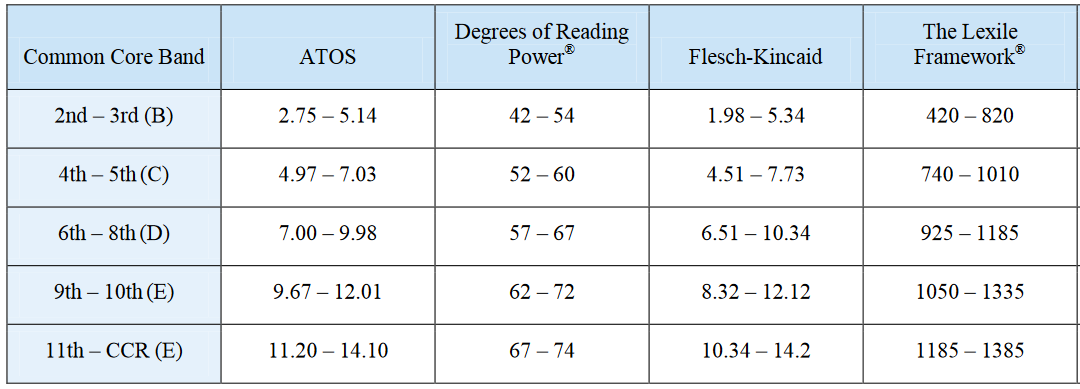 Common Core Band ATOS Degrees of Reading Power® Flesch-Kincaid The Lexile Framework®
2nd – 3rd (B) 2.75 – 5.14 42 – 54 1.98 – 5.34 420 – 820
4th – 5th (C) 4.97 – 7.03 52 – 60 4.51 – 7.73 740 – 1010
6th – 8th (D) 7.00 – 9.98 57 – 67 6.51 – 10.34 925 – 1185
9th – 10th (E) 9.67 – 12.01 62 – 72 8.32 – 12.12 1050 – 1335
11th – CCR (E) 11.20 – 14.10 67 – 74 10.34 – 14.2 1185 – 1385